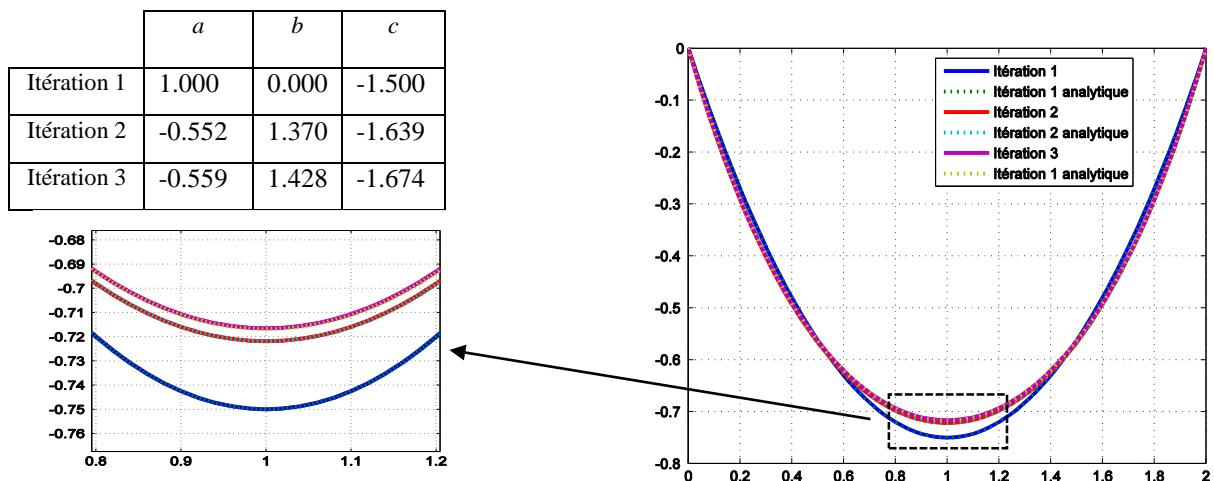 a b c
Itération 1 1.000 0.000 -1.500
Itération 2 -0.552 1.370 -1.639
Itération 3 -0.559 1.428 -1.674
-0.68
-0.69
-0.7
-0.71
-0.72
-0.73
-0.74
-0.75
-0.76
0.8 0.9 1 1.1 1.2
0
-0.1
-0.2
-0.3
-0.4
-0.5
-0.6
-0.7
-0.8
0 0.2 0.4 0.6 0.8 1 1.2 1.4 1.6 1.8 2
Itération 1
Itération 1 analytique
Itération 2
Itération 2 analytique
Itération 3
Itération 1 analytique